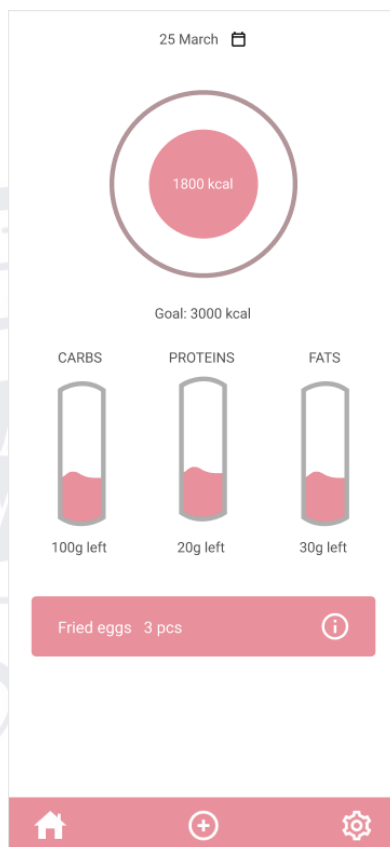 25 March
1800 kcal
Goal: 3000 kcal
CARBS PROTEINS FATS
100g left 20g left 30g left
Fried eggs 3 pcs